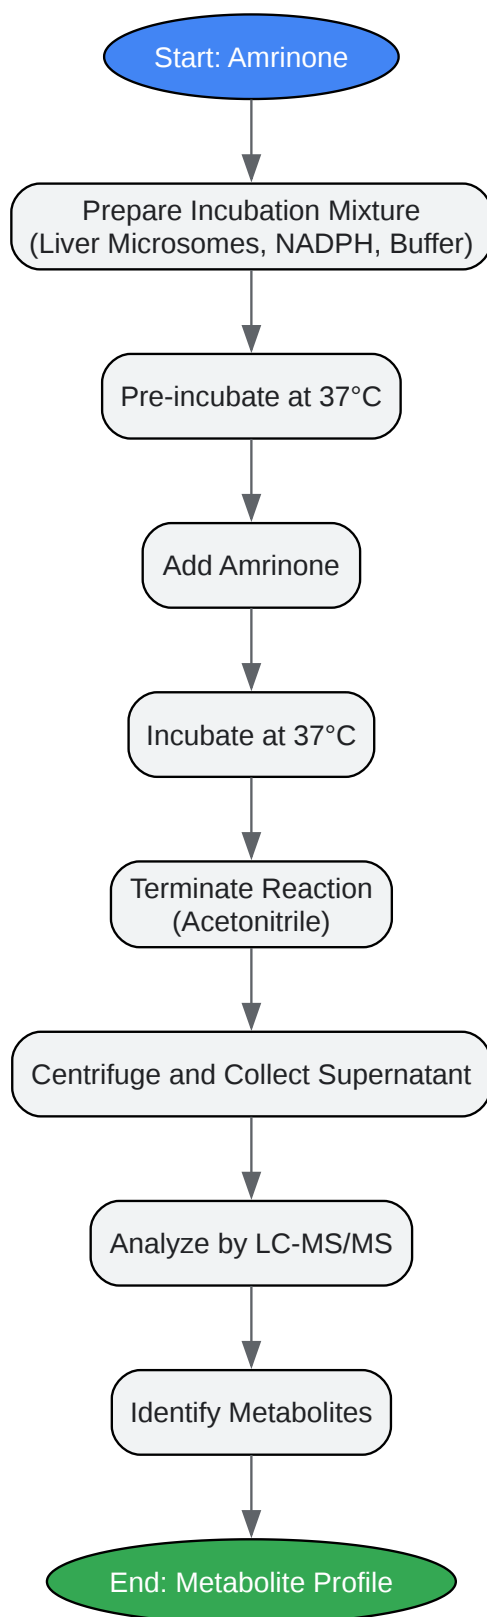 Start: Amrinone
Prepare Incubation Mixture
(Liver Microsomes, NADPH, Buffer)
Pre-incubate at 37°C
Add Amrinone
Incubate at 37°C
Terminate Reaction
(Acetonitrile)
Centrifuge and Collect Supernatant
Analyze by LC-MS/MS
Identify Metabolites
End: Metabolite Profile